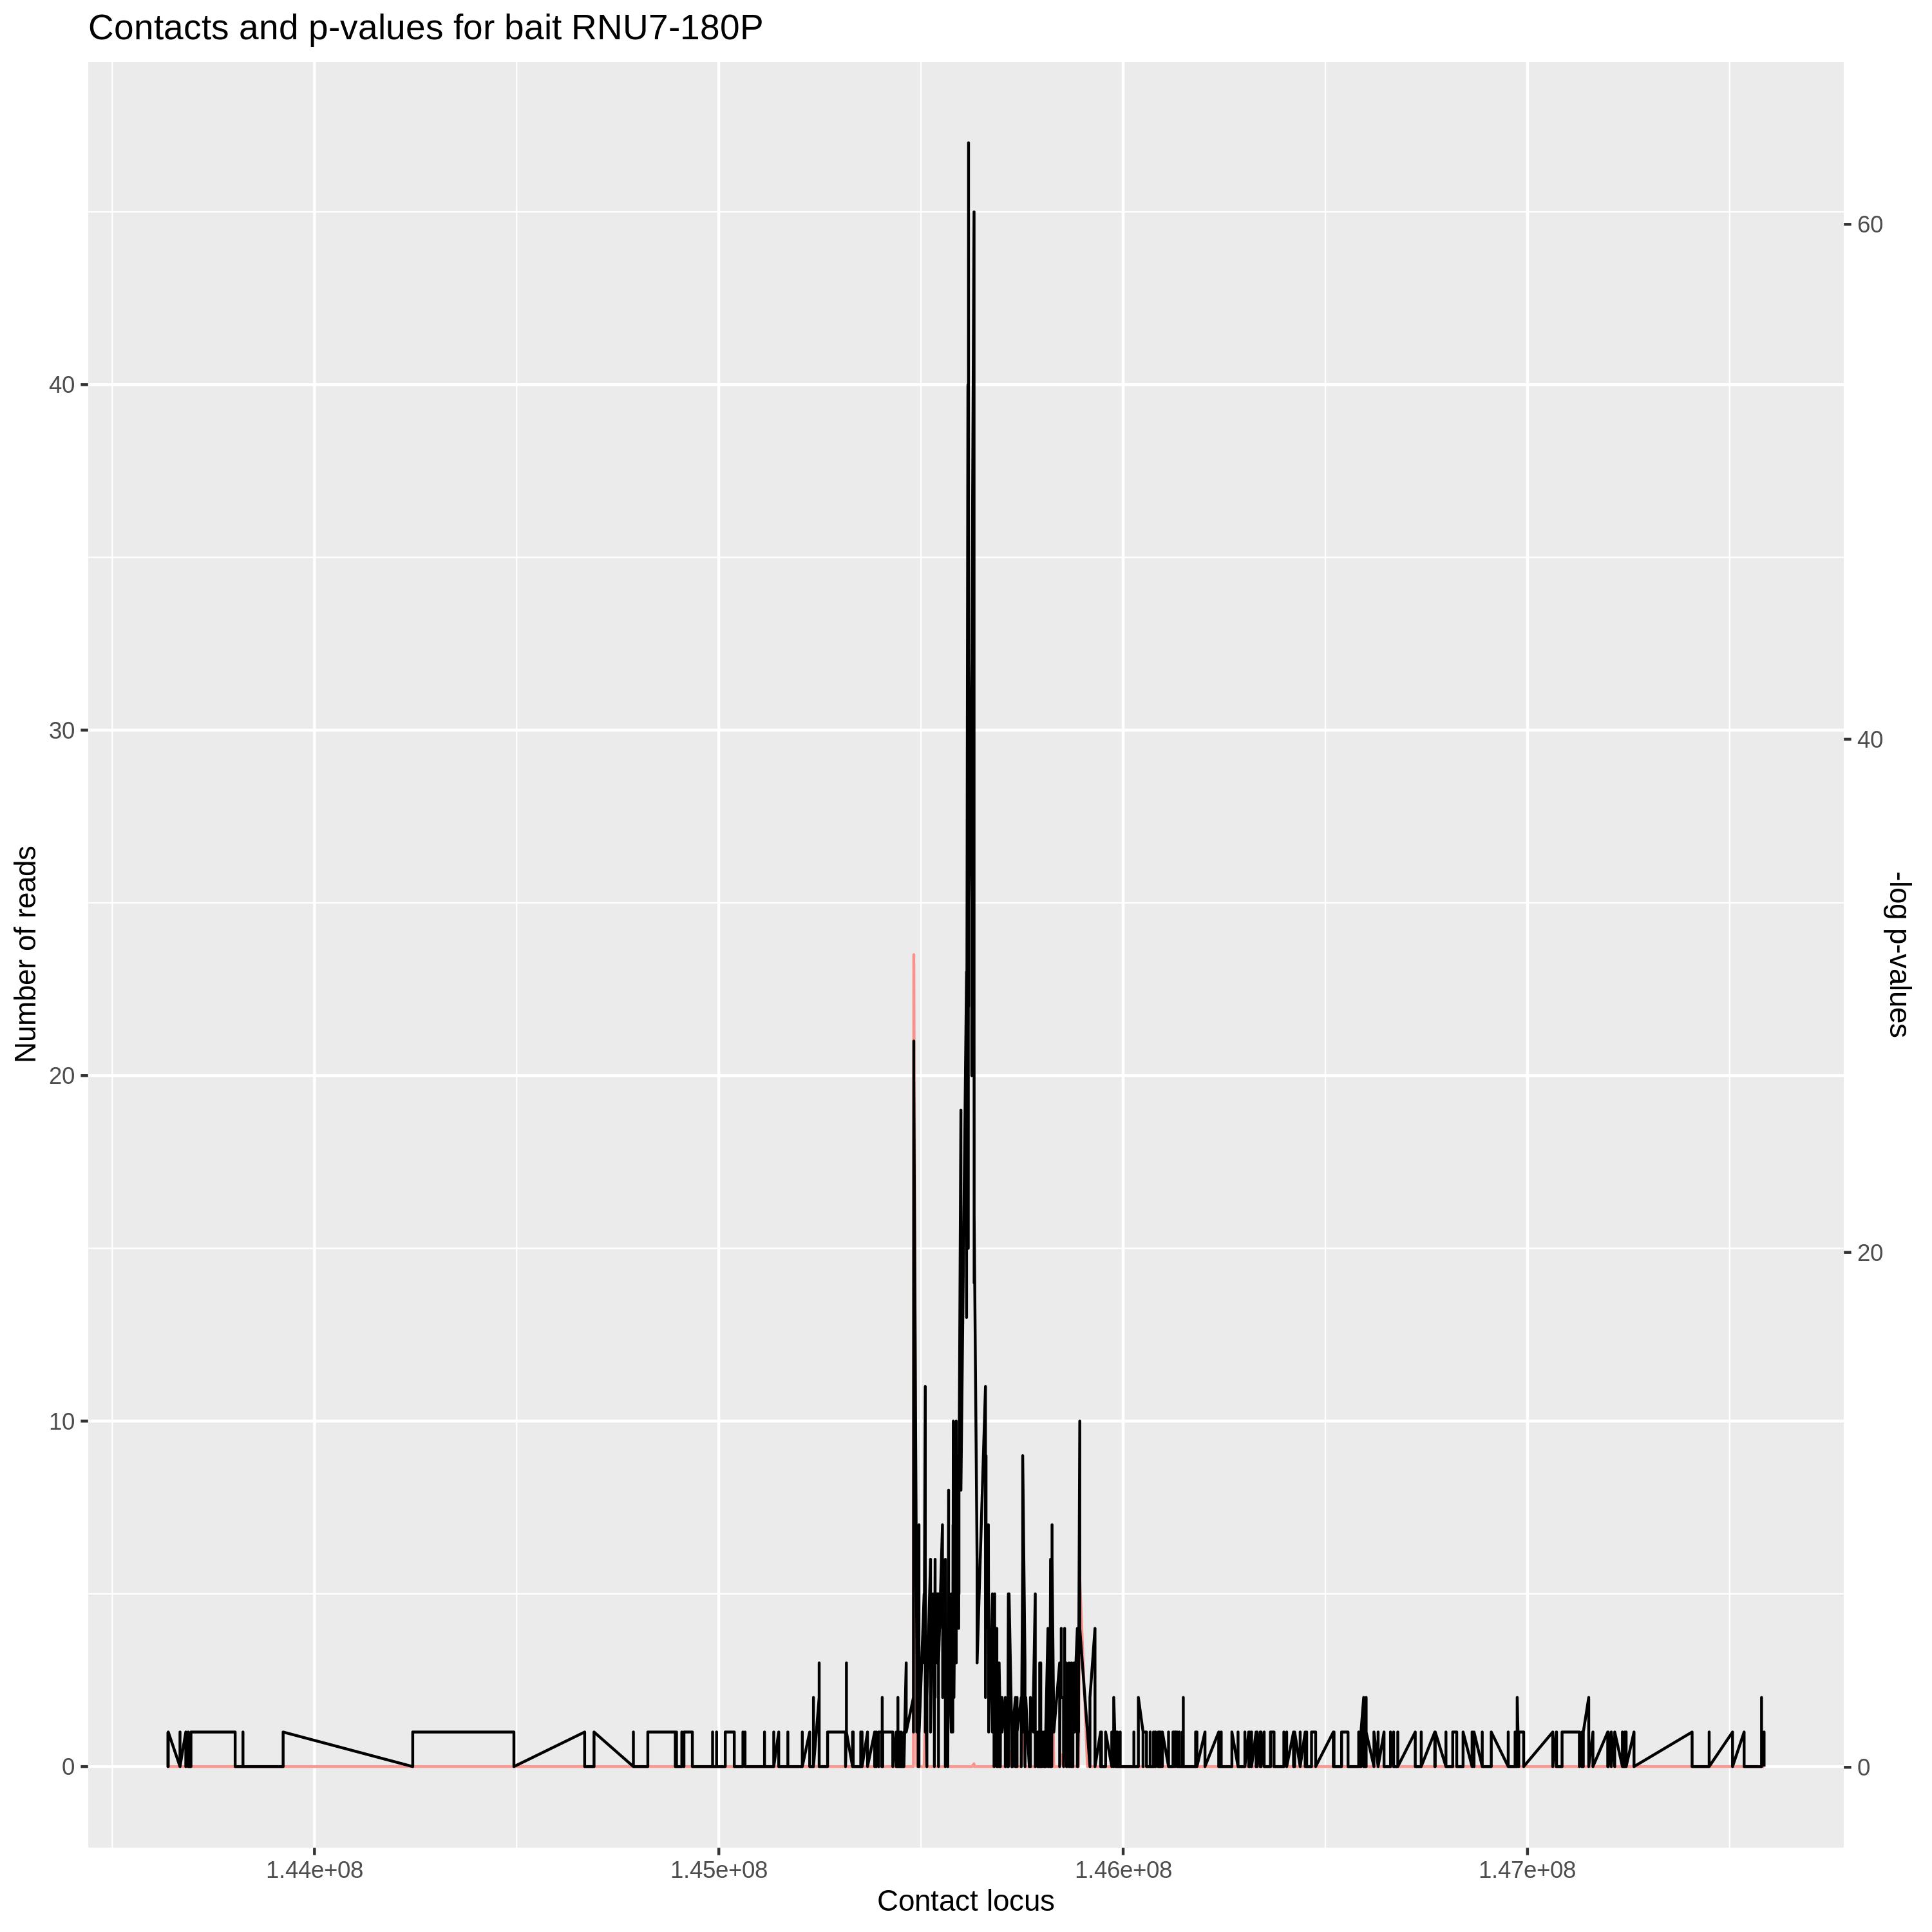 Contacts and p-values for bait RNU7-180P
Number of reads
40
30
20
10
0
60
40
20
0
-log p-values
1.44e+08
1.45e+08
1.46e+08
1.47e+08
Contact locus